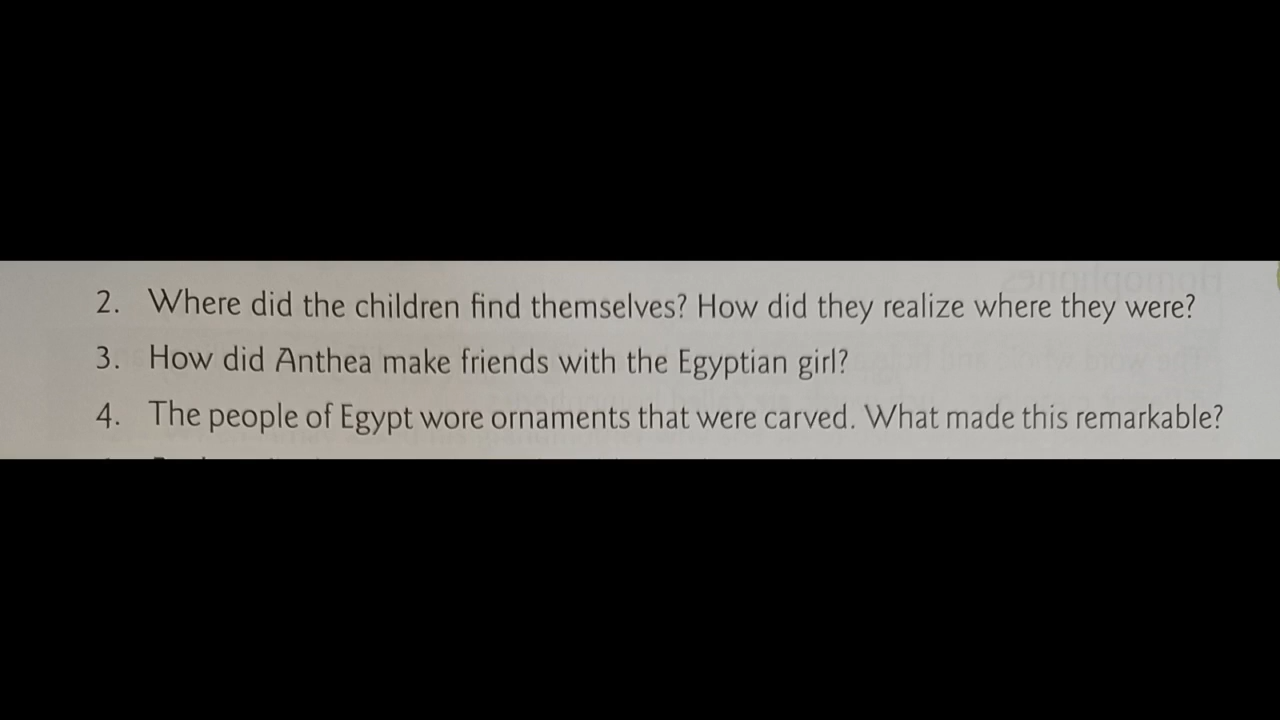 2. Where did the children find themselves? How did they realize where they were?
3. How did Anthea make friends with the Egyptian girl?
4. The people of Egypt wore ornaments that were carved. What made this remarkable?